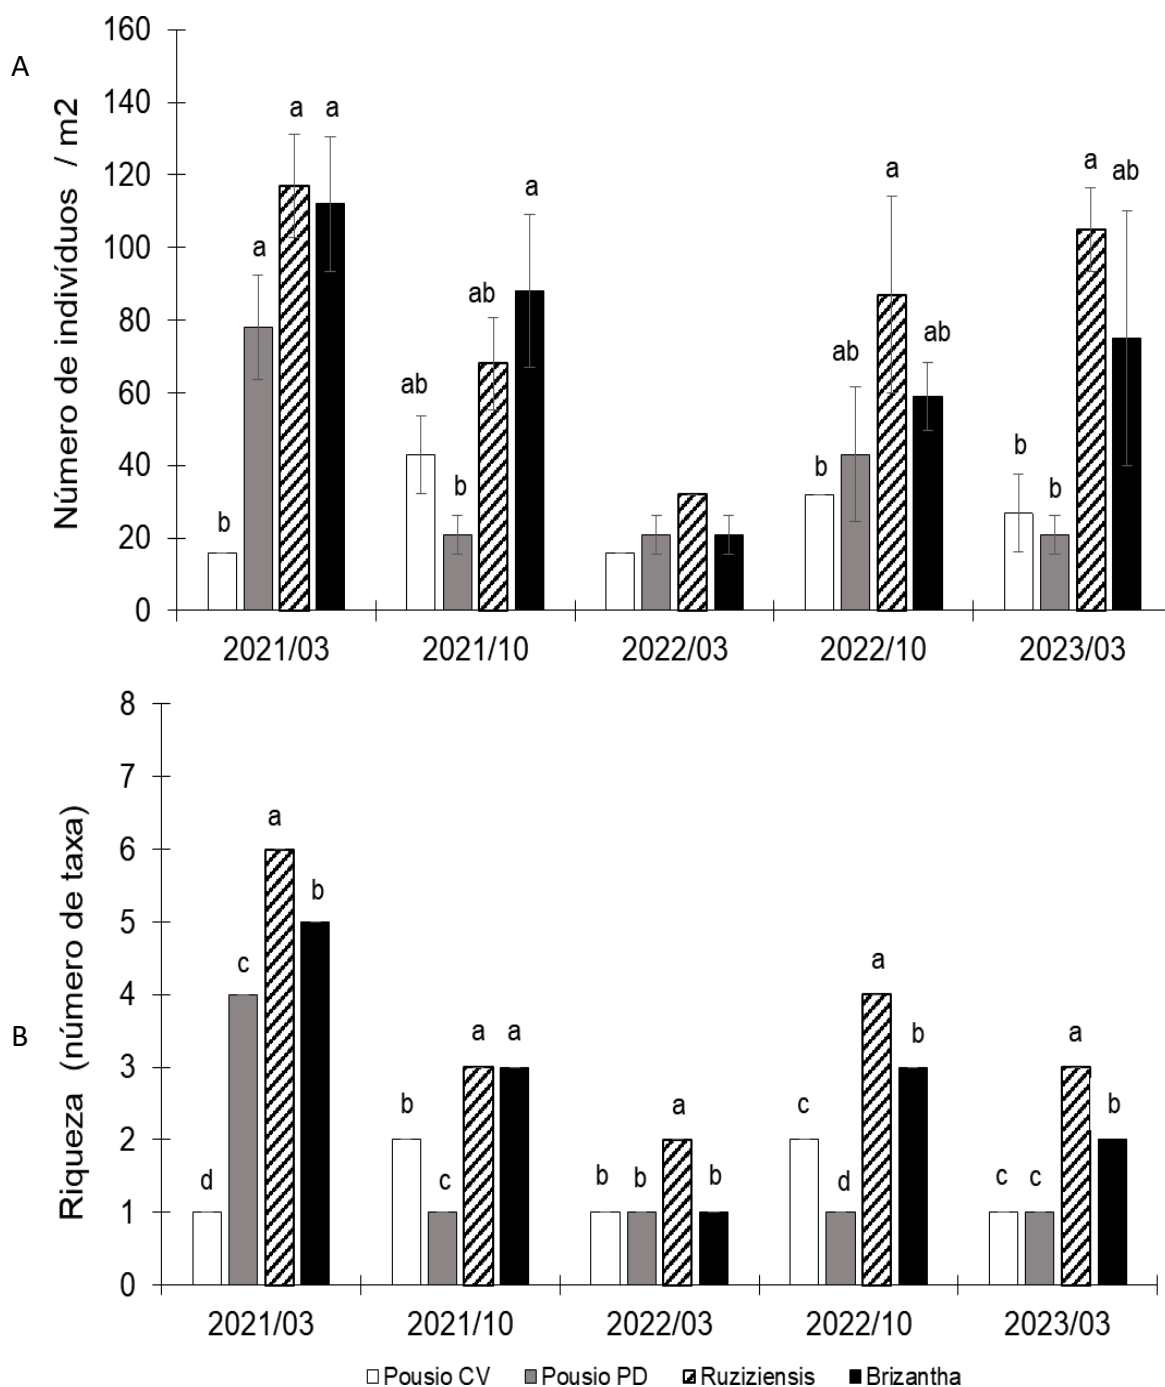 A
Número de indivíduos / m2
160
140
120
100
80
60
40
20
0
b a a a
ab b ab a
b ab a ab
b b a ab
2021/03 2021/10 2022/03 2022/10 2023/03
B
Riqueza (número de taxa)
8
7
6
5
4
3
2
1
0
d c a b
b c a a
b b a b
c d a b
c c a b
2021/03 2021/10 2022/03 2022/10 2023/03
Pousio CV Pousio PD Ruziziensis Brizantha